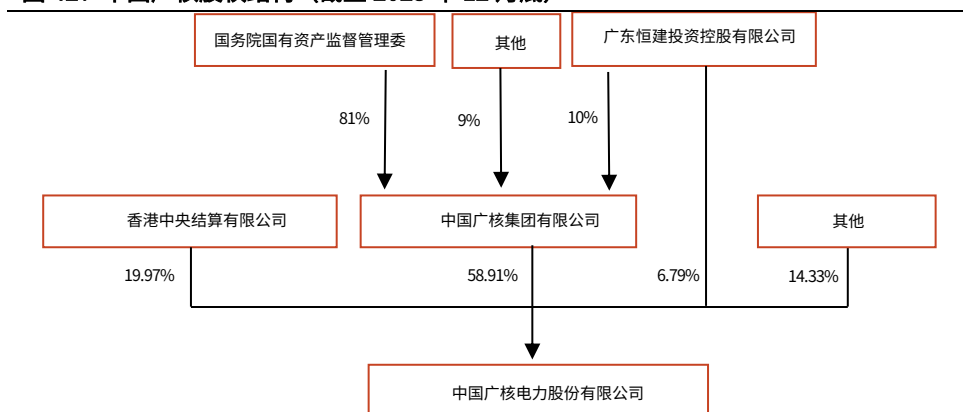 国务院国有资产监督管理委
其他
广东恒建投资控股有限公司
81%
9%
10%
香港中央结算有限公司
中国广核集团有限公司
其他
19.97%
58.91%
6.79%
14.33%
中国广核电力股份有限公司